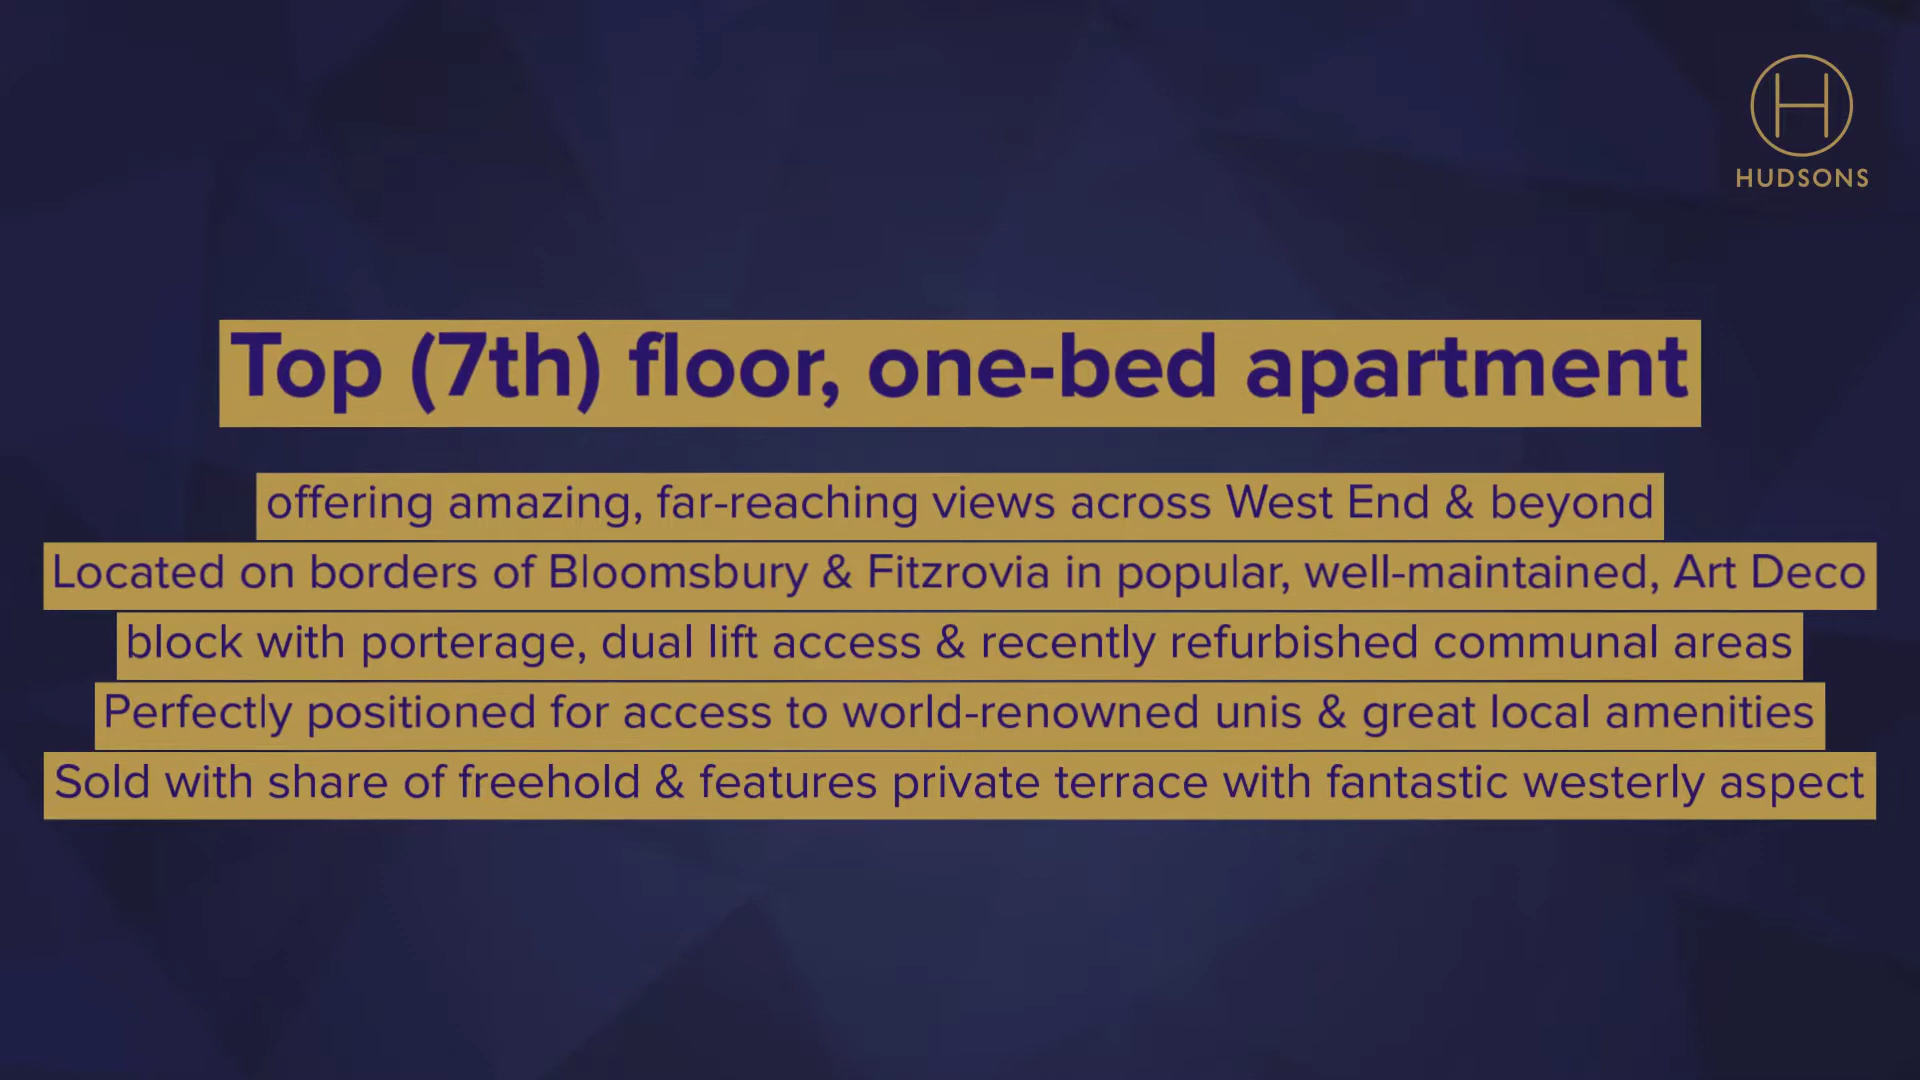 H
HUDSONS
Top (7th) floor, one-bed apartment
offering amazing, far-reaching views across West End & beyond
Located on borders of Bloomsbury & Fitzrovia in popular, well-maintained, Art Deco
block with porterage, dual lift access & recently refurbished communal areas
Perfectly positioned for access to world-renowned unis & great local amenities
Sold with share of freehold & features private terrace with fantastic westerly aspect